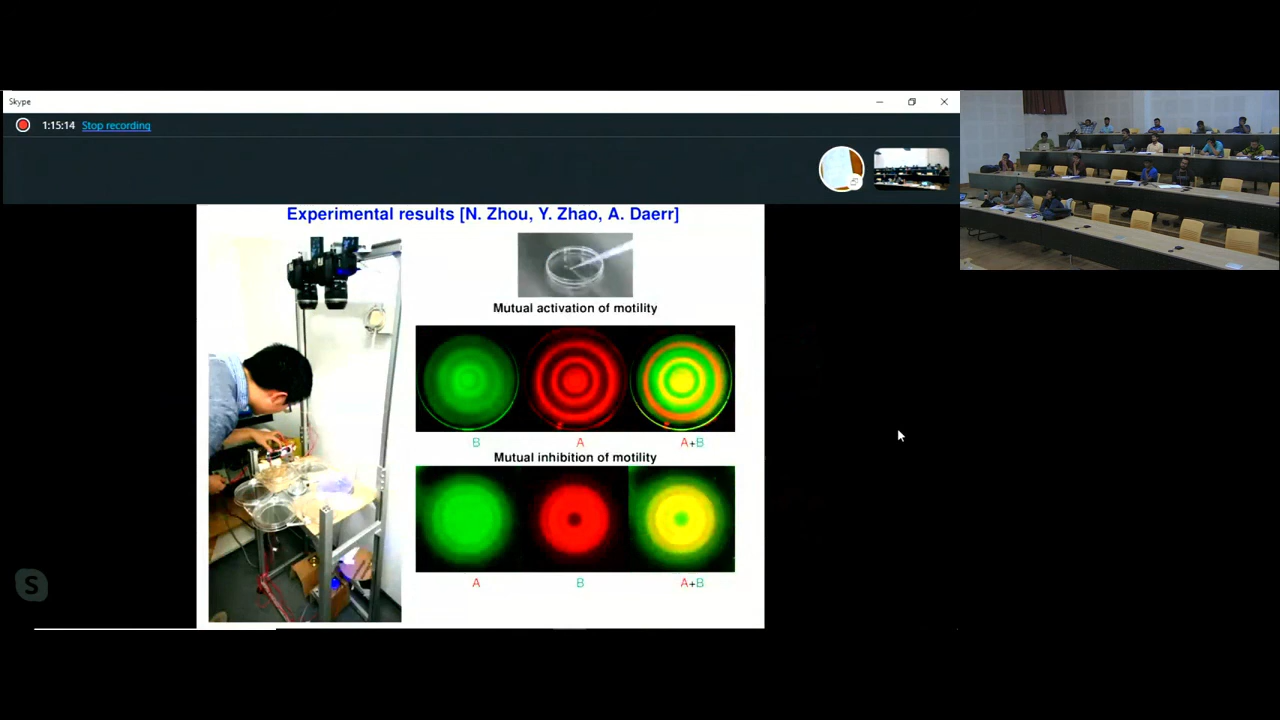 Skype
1:15:14 Stop recording
Experimental results [N. Zhou, Y. Zhao, A. Daerr]
Mutual activation of motility
B A A+B
Mutual inhibition of motility
A B A+B
S